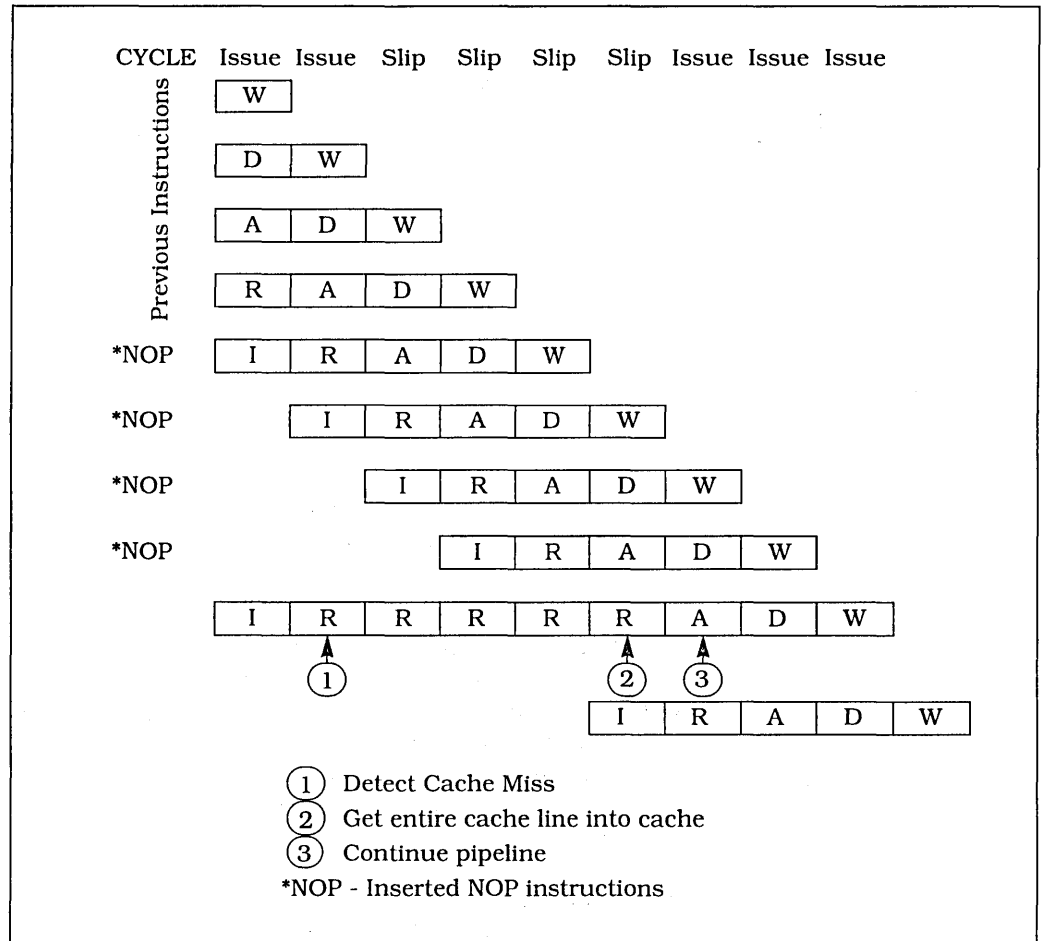 CYCLE Issue Issue Slip Slip Slip Slip Issue Issue Issue
Previous Instructions
W
D W
A D W
R A D W
*NOP I R A D W
*NOP I R A D W
*NOP I R A D W
*NOP I R A D W
I R R R R R A D W
1 2 3
I R A D W
1 Detect Cache Miss
2 Get entire cache line into cache
3 Continue pipeline
*NOP - Inserted NOP instructions